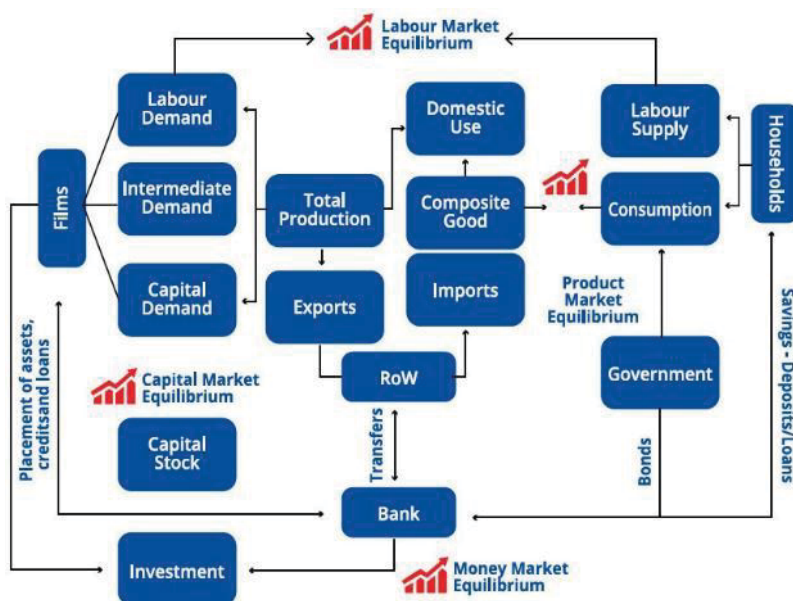 Labour Market
Equilibrium
Labour
Demand
Domestic
Use
Labour
Supply
Households
Films
Intermediate
Demand
Total
Production
Composite
Good
Consumption
Capital
Demand
Exports
Imports
Product
Market
Equilibrium
Placement of assets,
creditsand loans
Capital Market
Equilibrium
RoW
Government
Savings - Deposits/Loans
Capital
Stock
Transfers
Bonds
Bank
Investment
Money Market
Equilibrium